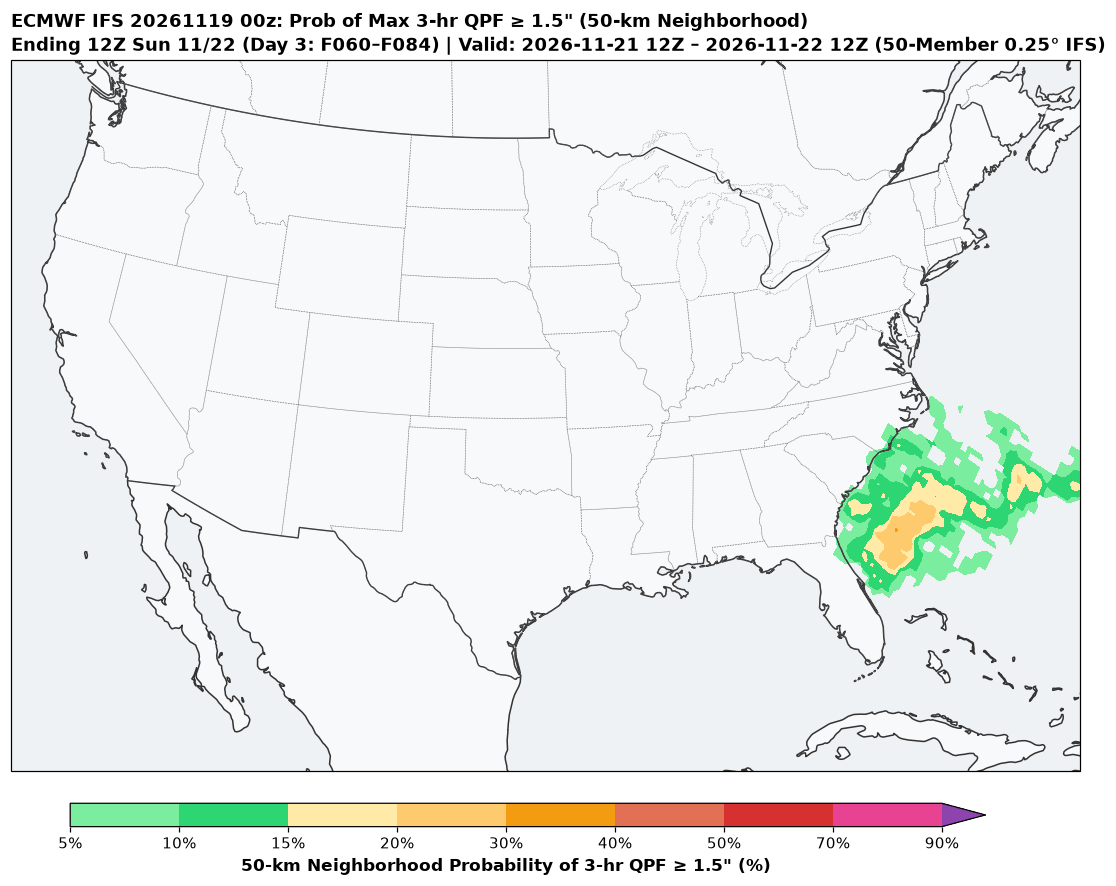 ECMWF IFS 20261119 00z: Prob of Max 3-hr QPF ≥ 1.5" (50-km Neighborhood)
Ending 12Z Sun 11/22 (Day 3: F060–F084) | Valid: 2026-11-21 12Z – 2026-11-22 12Z (50-Member 0.25° IFS)
5% 10% 15% 20% 30% 40% 50% 70% 90%
50-km Neighborhood Probability of 3-hr QPF ≥ 1.5" (%)